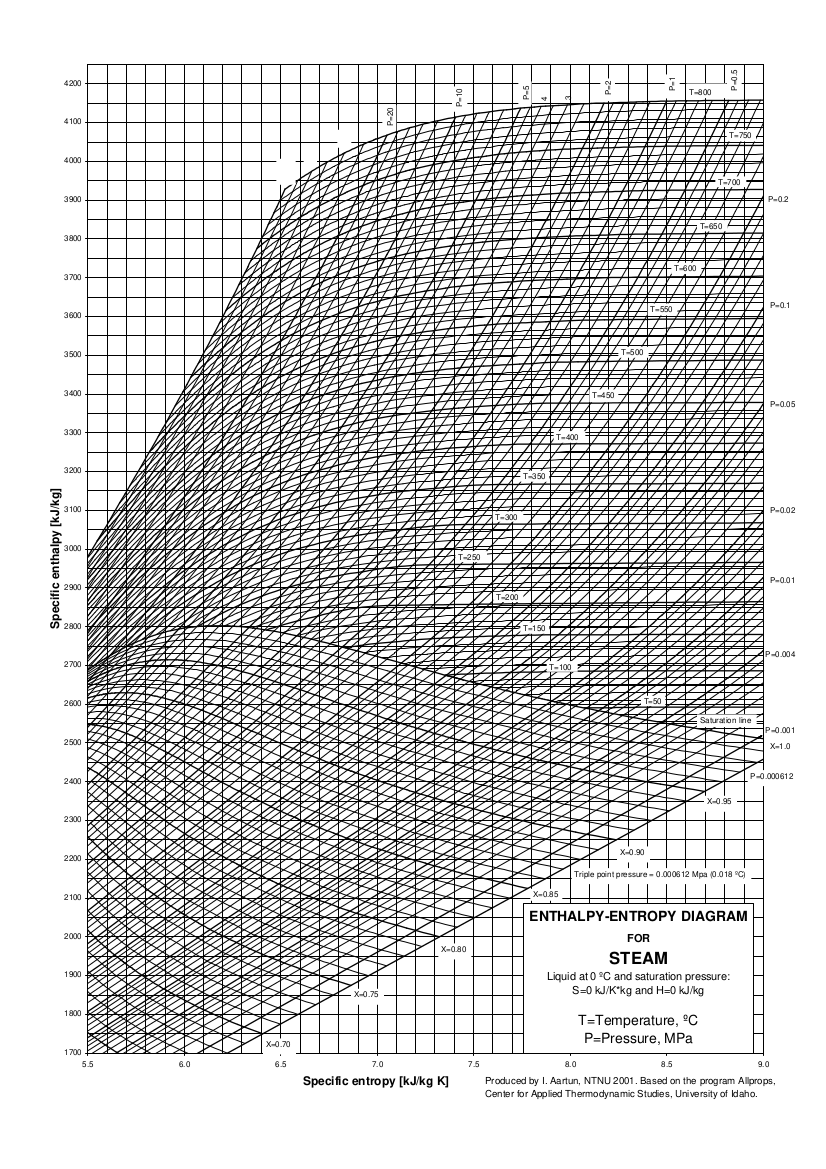 4200
4100
4000
3900
3800
3700
3600
3500
3400
3300
3200
3100
3000
2900
2800
2700
2600
2500
2400
2300
2200
2100
2000
1900
1800
1700
Specific enthalpy [kJ/kg]
P=20
P=10
P=5
4
3
P=2
P=1
P=0.5
T=800
T=750
T=700
P=0.2
T=650
T=600
P=0.1
T=550
T=500
T=450
P=0.05
T=400
T=350
P=0.02
T=300
T=250
P=0.01
T=200
T=150
P=0.004
T=100
T=50
Saturation line
P=0.001
X=1.0
P=0.000612
X=0.95
X=0.90
Triple point pressure = 0.000612 Mpa (0.018 ºC)
X=0.85
X=0.80
X=0.75
X=0.70
ENTHALPY-ENTROPY DIAGRAM
FOR
STEAM
Liquid at 0 ºC and saturation pressure:
S=0 kJ/K*kg and H=0 kJ/kg
T=Temperature, ºC
P=Pressure, MPa
5.5 6.0 6.5 7.0 7.5 8.0 8.5 9.0
Specific entropy [kJ/kg K]
Produced by I. Aartun, NTNU 2001. Based on the program Allprops,
Center for Applied Thermodynamic Studies, University of Idaho.